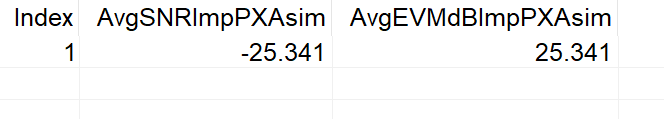 Index AvgSNRImpPXAsim AvgEVMdBImpPXAsim
1 -25.341 25.341